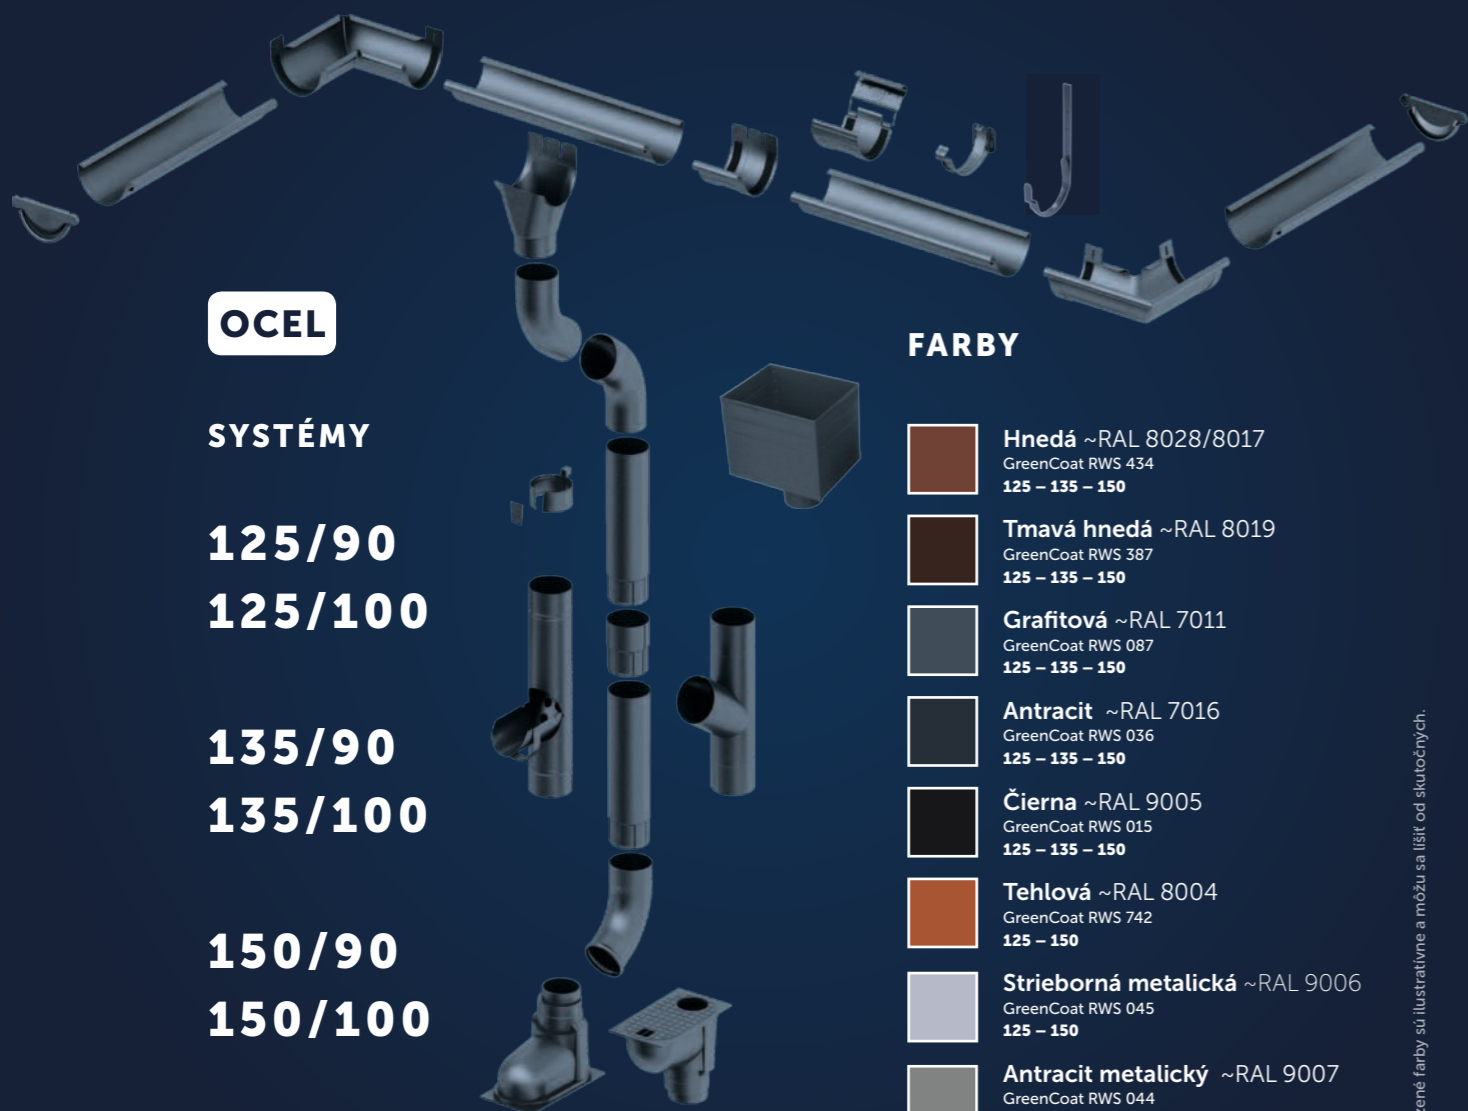 OCEL
SYSTÉMY
125/90
125/100
135/90
135/100
150/90
150/100
FARBY
Hnedá ~RAL 8028/8017
GreenCoat RWS 434
125 – 135 – 150
Tmavá hnedá ~RAL 8019
GreenCoat RWS 387
125 – 135 – 150
Grafitová ~RAL 7011
GreenCoat RWS 087
125 – 135 – 150
Antracit ~RAL 7016
GreenCoat RWS 036
125 – 135 – 150
Čierna ~RAL 9005
GreenCoat RWS 015
125 – 135 – 150
Tehlová ~RAL 8004
GreenCoat RWS 742
125 – 150
Strieborná metalická ~RAL 9006
GreenCoat RWS 045
125 – 150
Antracit metalický ~RAL 9007
GreenCoat RWS 044
farby sú ilustratívne a môžu sa líšiť od skutočných.